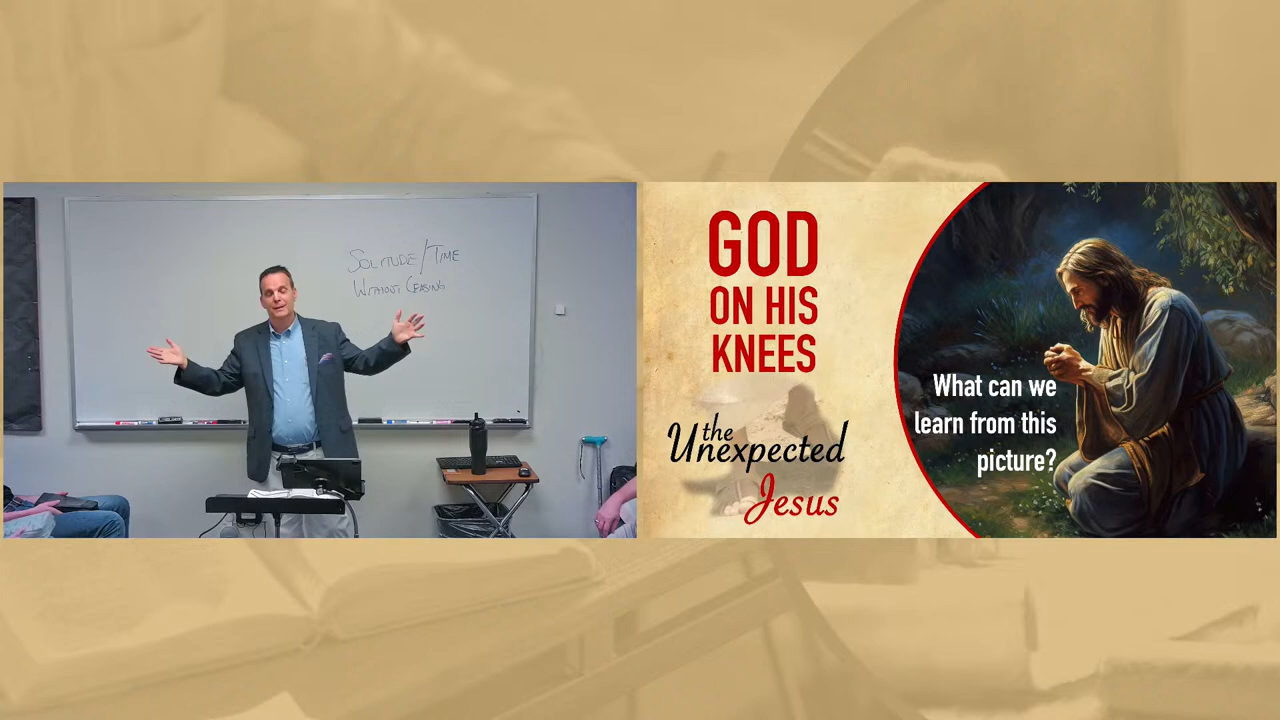 SOLITUDE/TIME
WITHOUT CEASING
GOD
ON HIS
KNEES
the
Unexpected
Jesus
What can we
learn from this
picture?